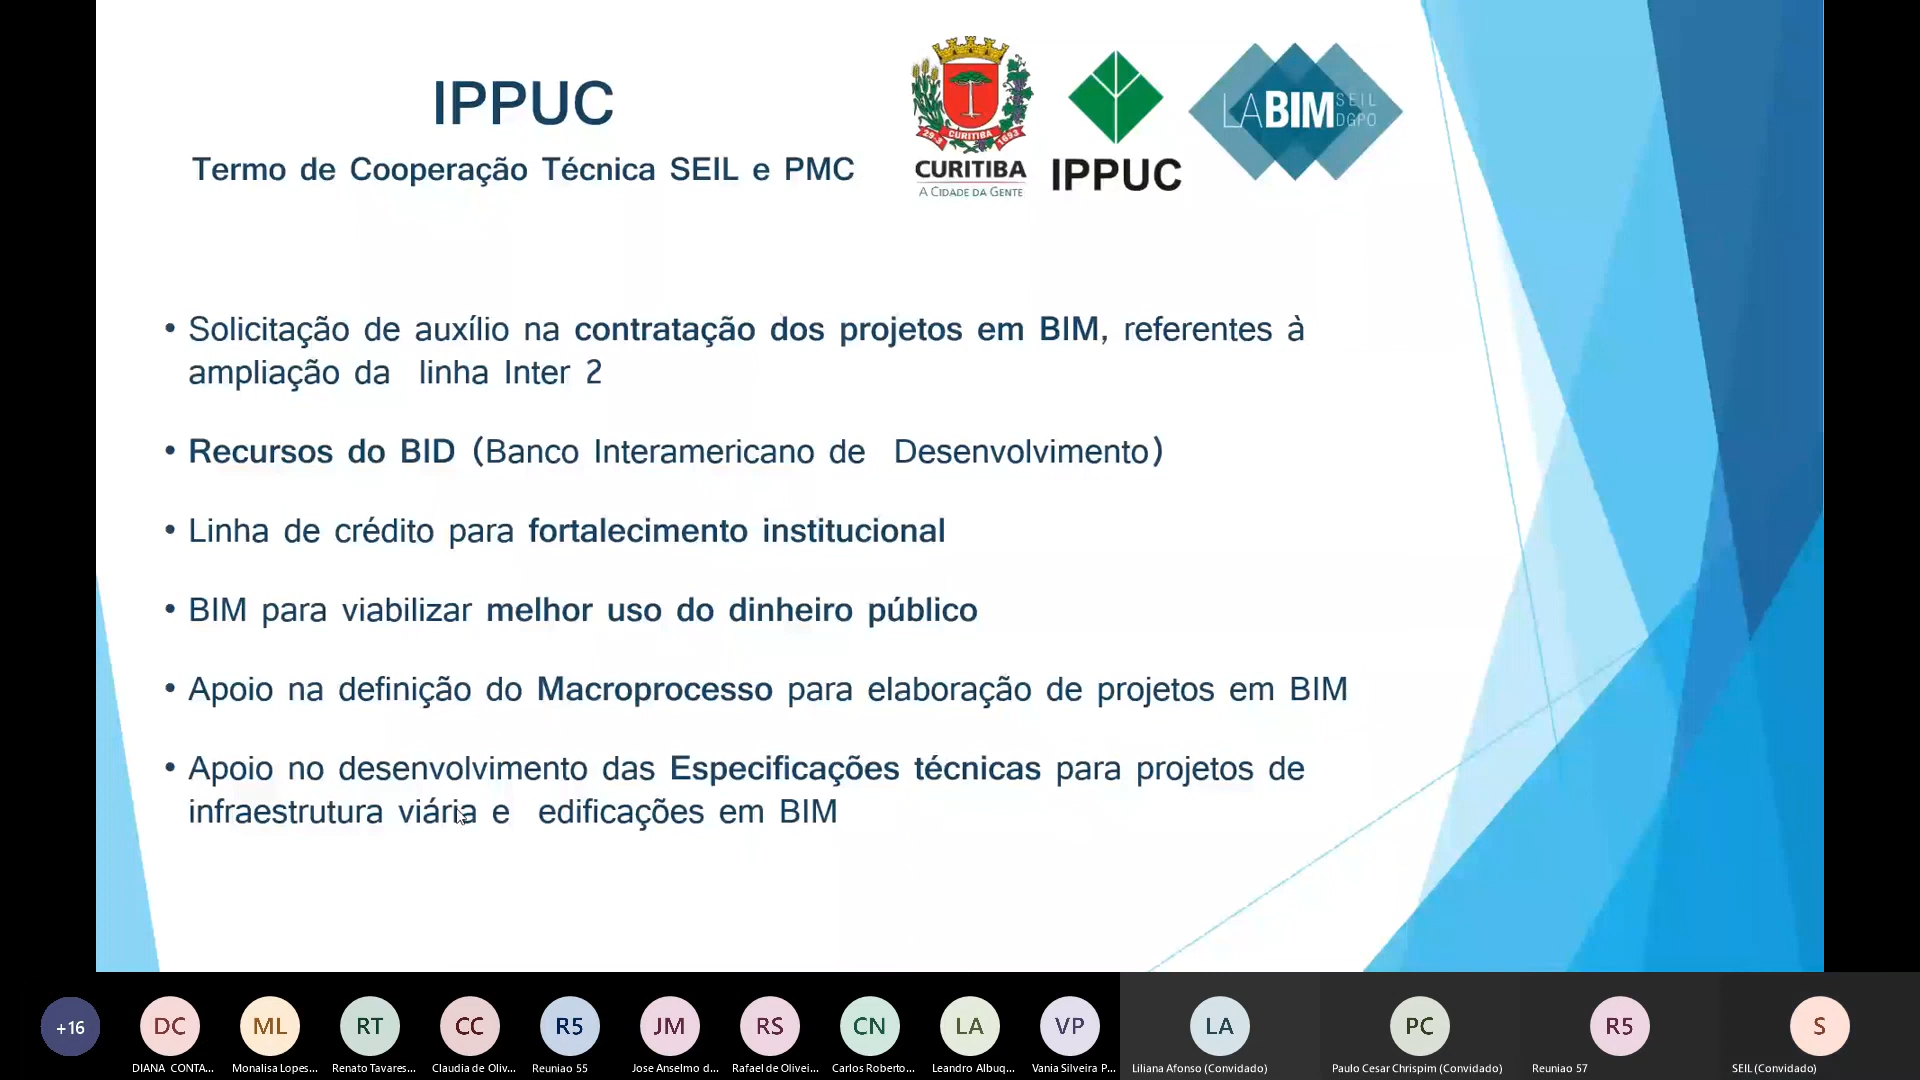 IPPUC
Termo de Cooperação Técnica SEIL e PMC
29-3 CURITIBA 1693
CURITIBA
A CIDADE DA GENTE
IPPUC
LABIM SEIL
DGPO
• Solicitação de auxílio na contratação dos projetos em BIM, referentes à
ampliação da linha Inter 2
• Recursos do BID (Banco Interamericano de Desenvolvimento)
• Linha de crédito para fortalecimento institucional
• BIM para viabilizar melhor uso do dinheiro público
• Apoio na definição do Macroprocesso para elaboração de projetos em BIM
• Apoio no desenvolvimento das Especificações técnicas para projetos de
infraestrutura viária e edificações em BIM
+16 DC ML RT CC R5 JM RS CN LA VP LA PC R5 S
DIANA CONTA... Monalisa Lopes... Renato Tavares... Claudia de Oliv... Reuniao 55 Jose Anselmo d... Rafael de Olivei... Carlos Roberto... Leandro Albuq... Vania Silveira P... Liliana Afonso (Convidado) Paulo Cesar Chrispim (Convidado) Reuniao 57 SEIL (Convidado)